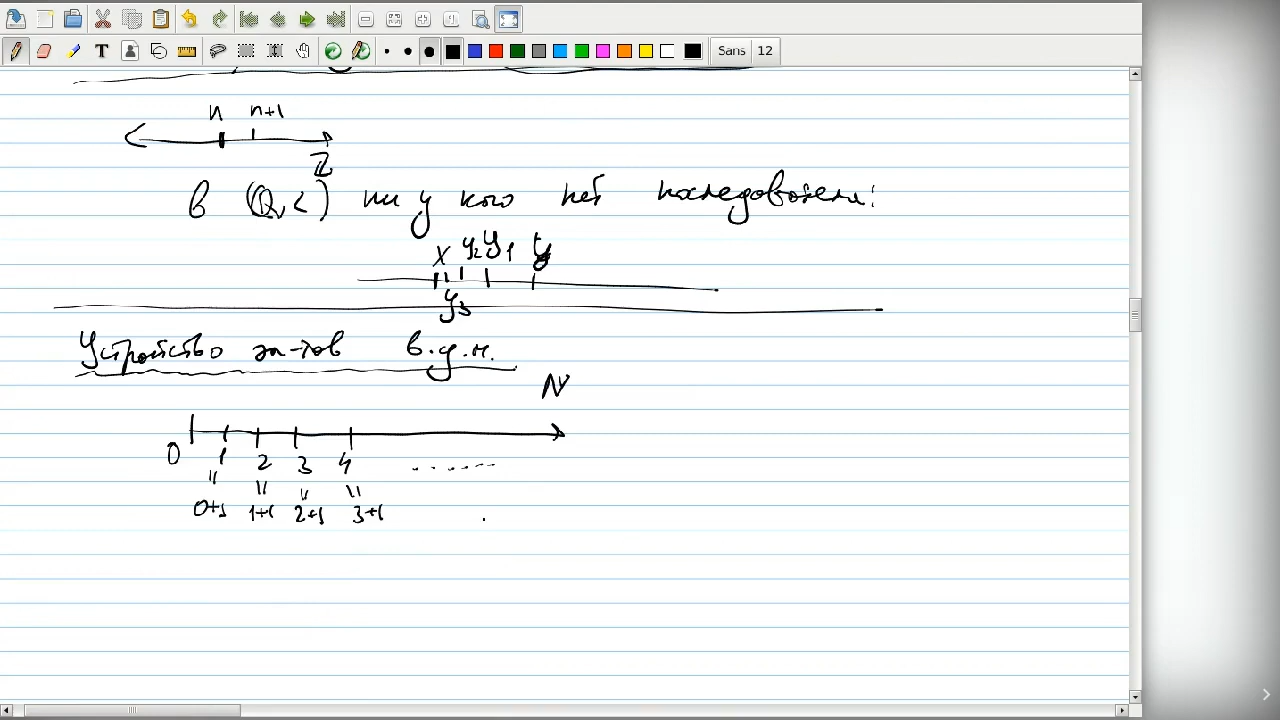 Sans 12
n n+1
ℤ
в (Q, <) ни у кого нет последователя:
x y₂ y₁ y
y₃
Устройство эл-тов в.у.м.
N
0 1 2 3 4 ......
" " " "
0+1 1+1 2+1 3+1